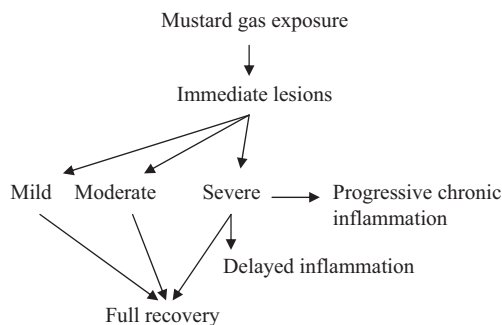 Mustard gas exposure
Immediate lesions
Mild Moderate Severe Progressive chronic
inflammation
Delayed inflammation
Full recovery